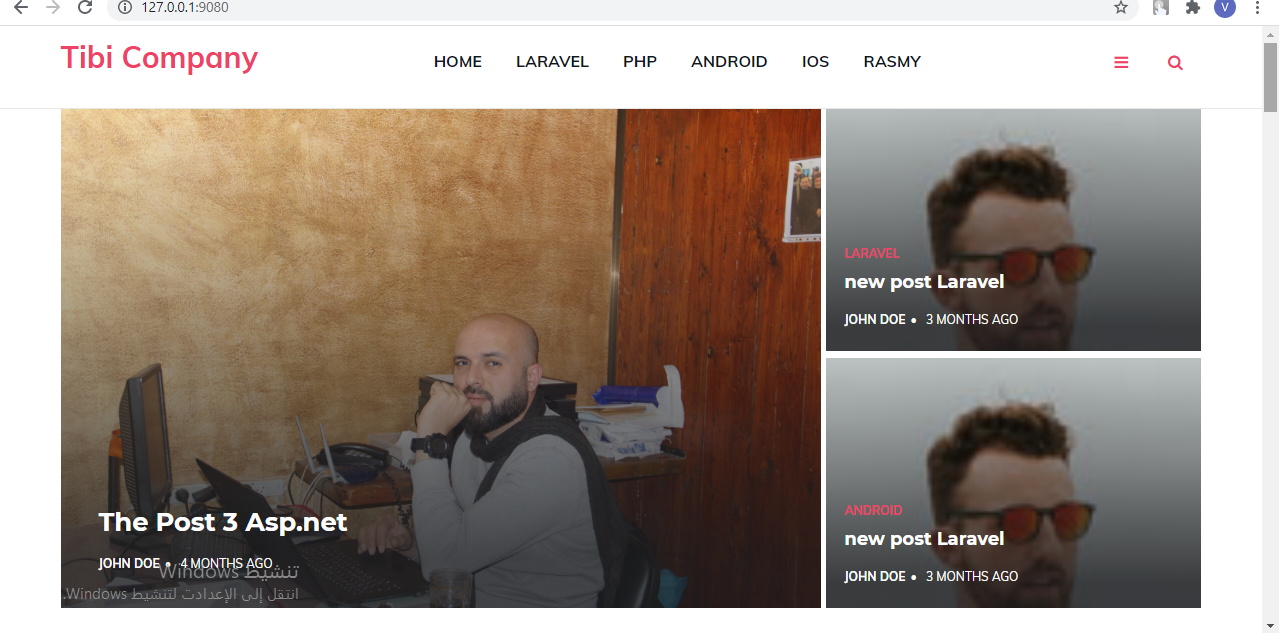 127.0.0.1:9080
V
Tibi Company
HOME LARAVEL PHP ANDROID IOS RASMY
LARAVEL
new post Laravel
JOHN DOE • 3 MONTHS AGO
The Post 3 Asp.net
JOHN DOE • 4 MONTHS AGO
تنشيط Windows
انتقل إلى الإعدادت لتنشيط Windows.
ANDROID
new post Laravel
JOHN DOE • 3 MONTHS AGO